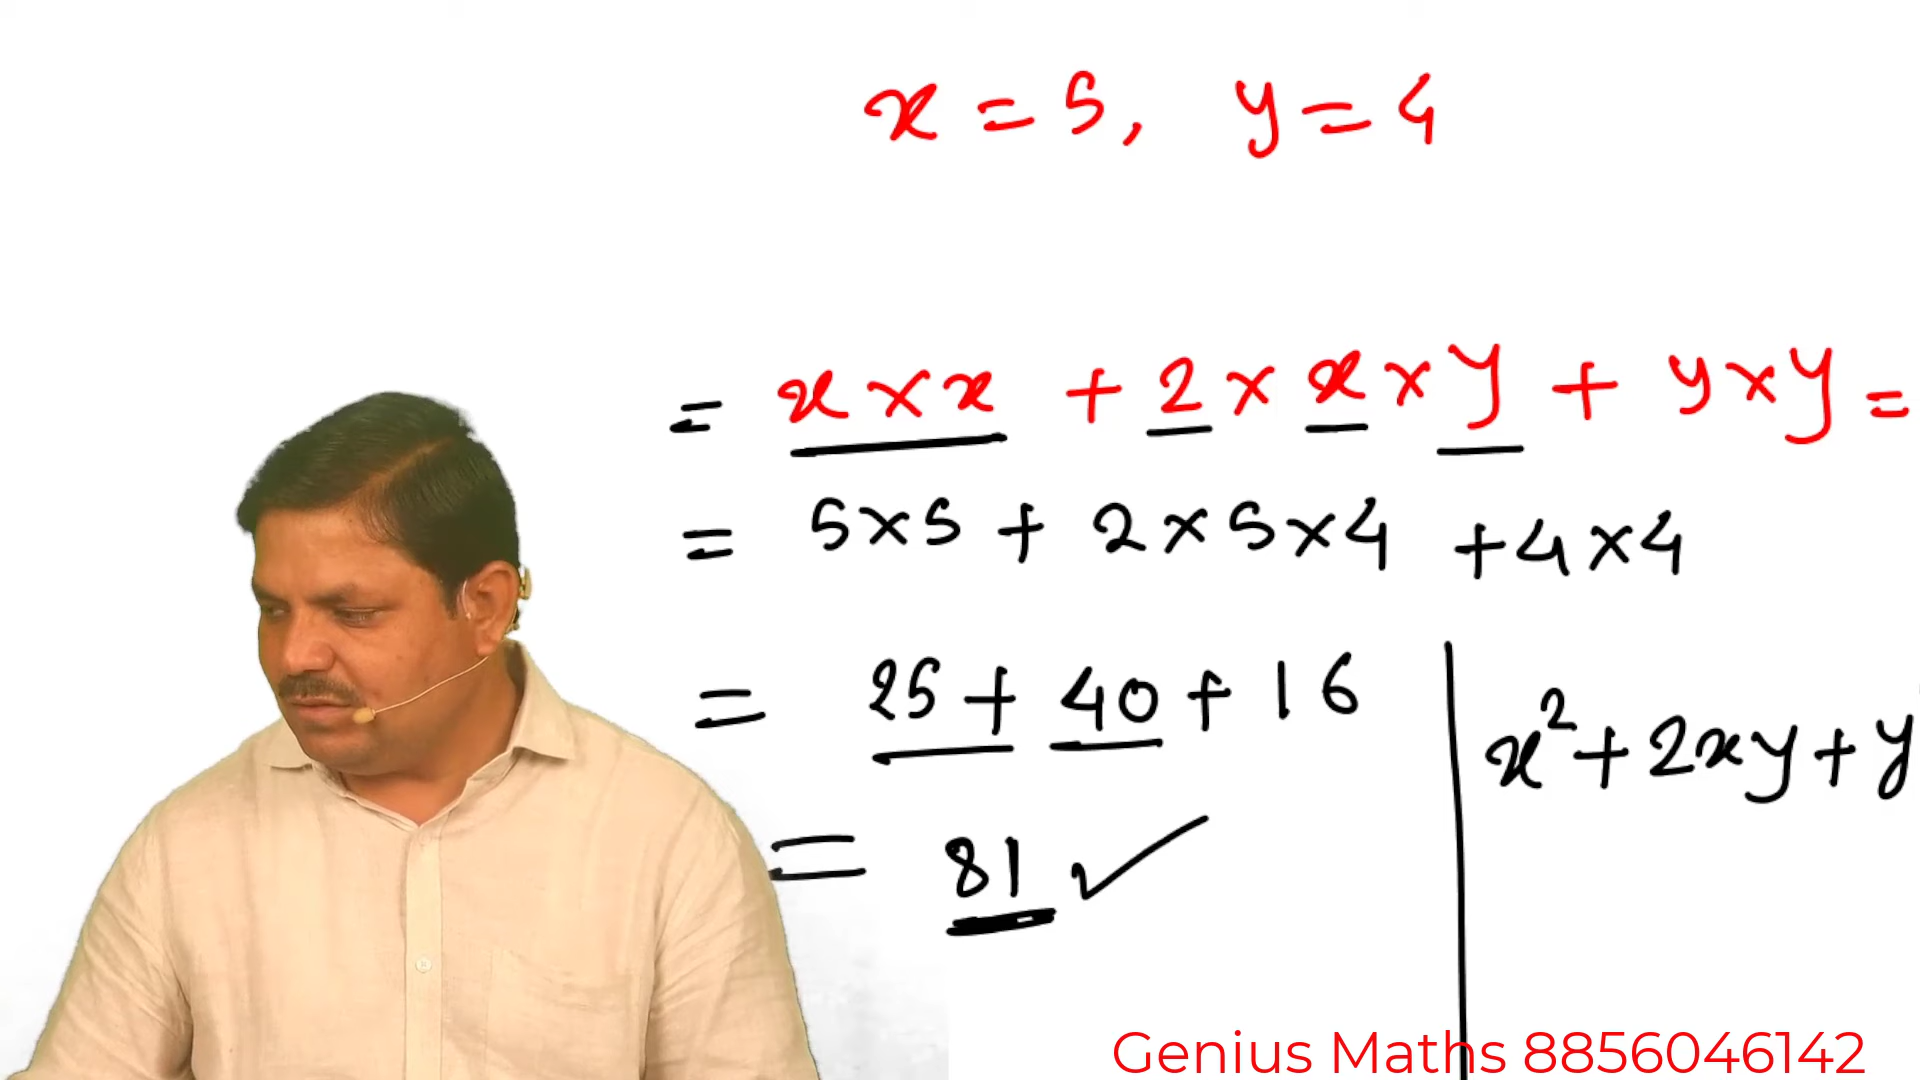 x = 5, y = 4
= x × x + 2 × x × y + y × y =
= 5 × 5 + 2 × 5 × 4 + 4 × 4
= 25 + 40 + 16
x² + 2xy + y
= 81 ✓
Genius Maths 8856046142